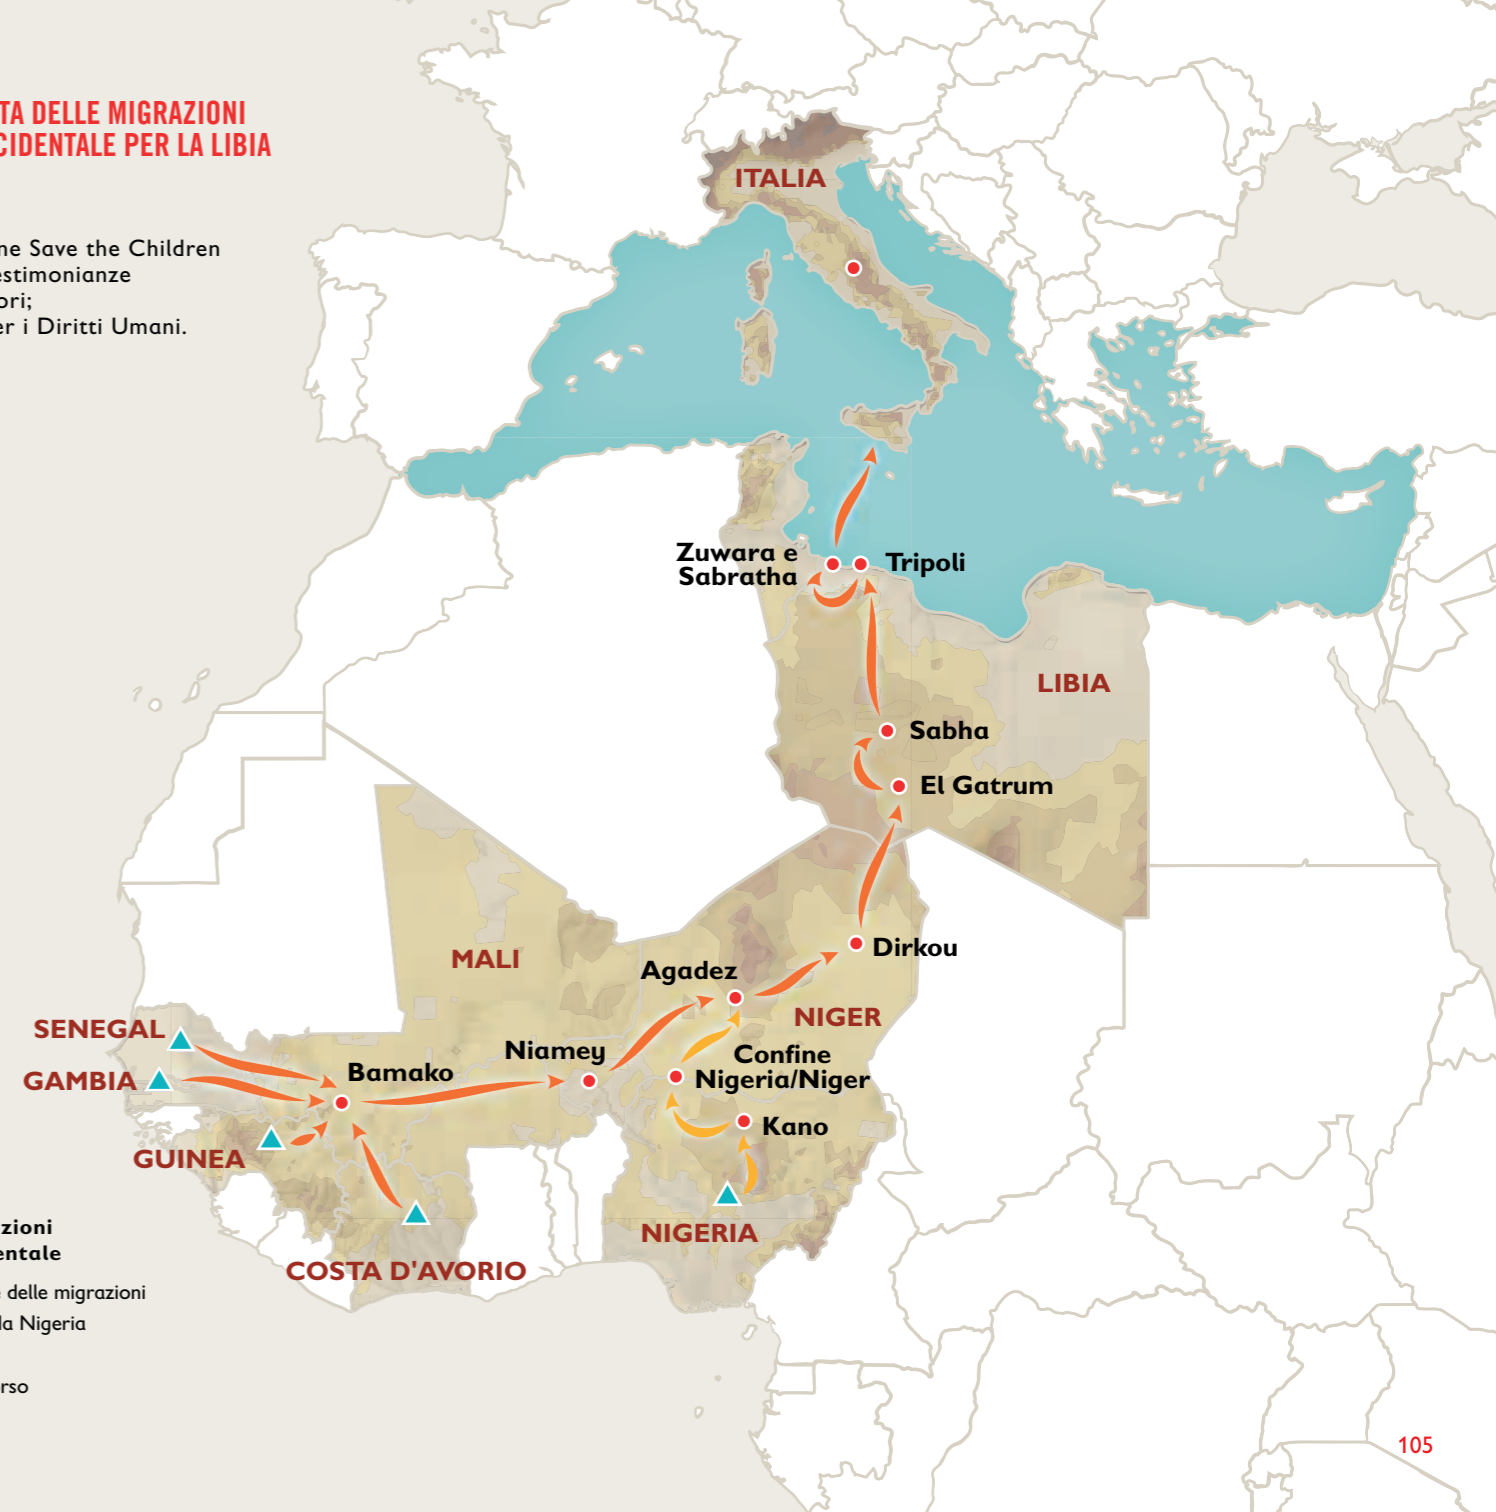 TA DELLE MIGRAZIONI
CIDENTALE PER LA LIBIA
ne Save the Children
estimonianze
ori;
er i Diritti Umani.
ITALIA
Zuwara e
Sabratha
Tripoli
LIBIA
Sabha
El Gatrum
MALI
Dirkou
Agadez
NIGER
SENEGAL
Niamey
Confine
Nigeria/Niger
GAMBIA
Bamako
Kano
GUINEA
NIGERIA
COSTA D'AVORIO
zioni
entale
e delle migrazioni
la Nigeria
rso
105